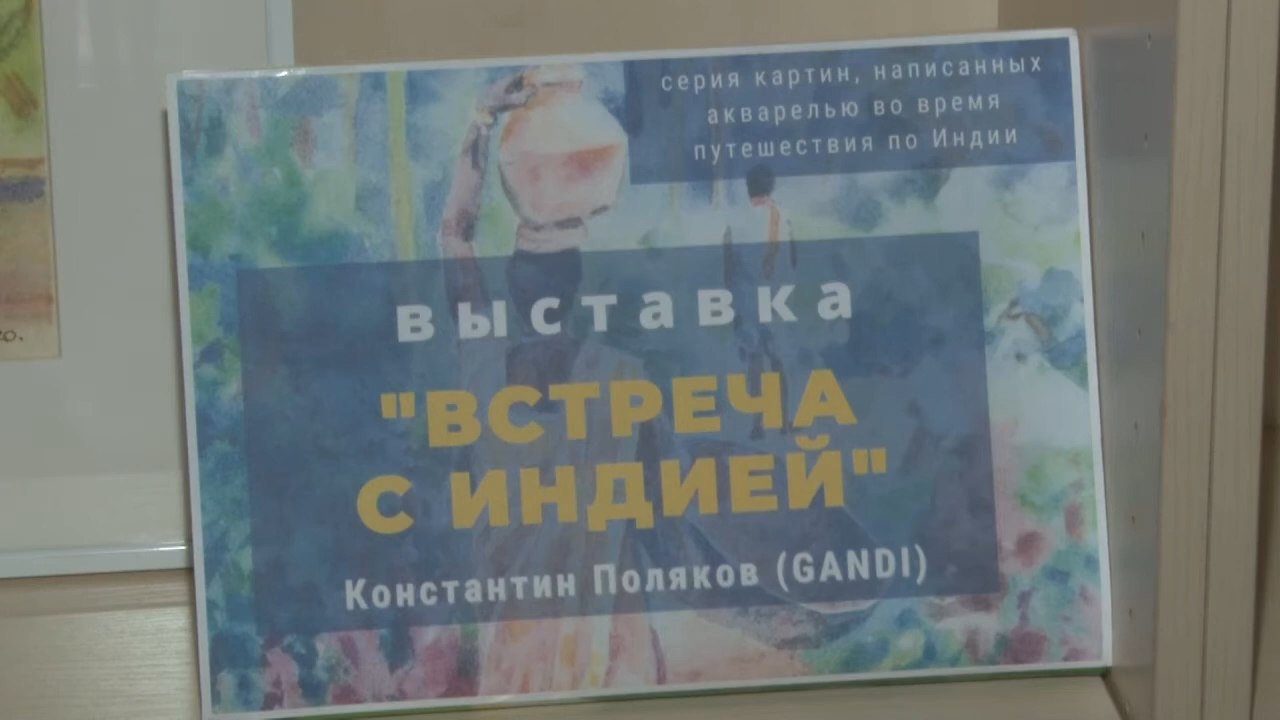 серия картин, написанных
акварелью во время
путешествия по Индии
выставка
"ВСТРЕЧА
С ИНДИЕЙ"
Константин Поляков (GANDI)